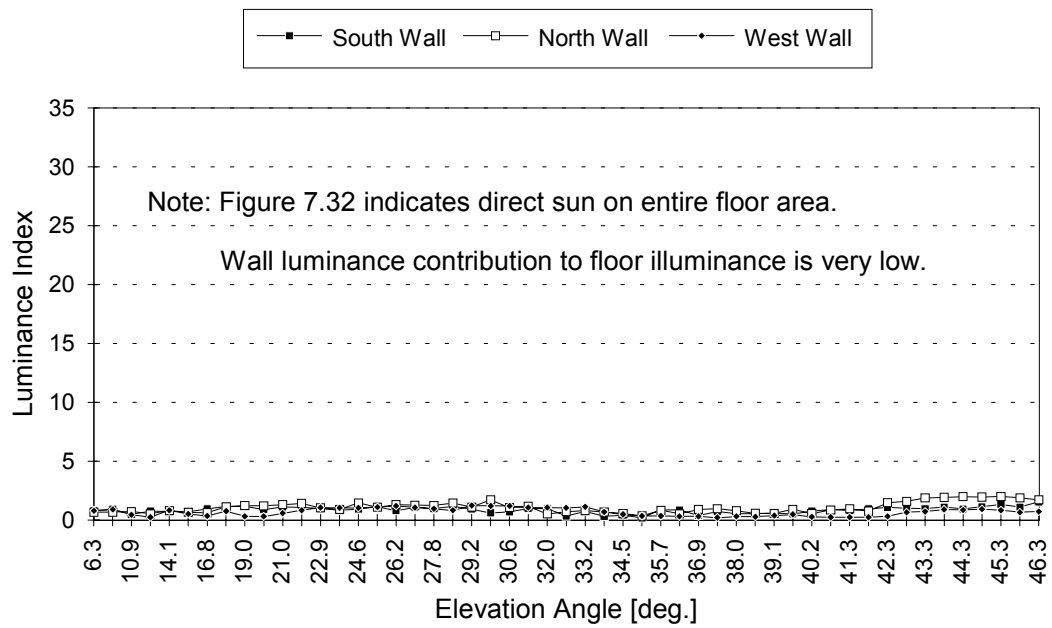 South Wall North Wall West Wall
35
30
25
20
15
10
5
0
Luminance Index
Note: Figure 7.32 indicates direct sun on entire floor area.
Wall luminance contribution to floor illuminance is very low.
6.3 10.9 14.1 16.8 19.0 21.0 22.9 24.6 26.2 27.8 29.2 30.6 32.0 33.2 34.5 35.7 36.9 38.0 39.1 40.2 41.3 42.3 43.3 44.3 45.3 46.3
Elevation Angle [deg.]